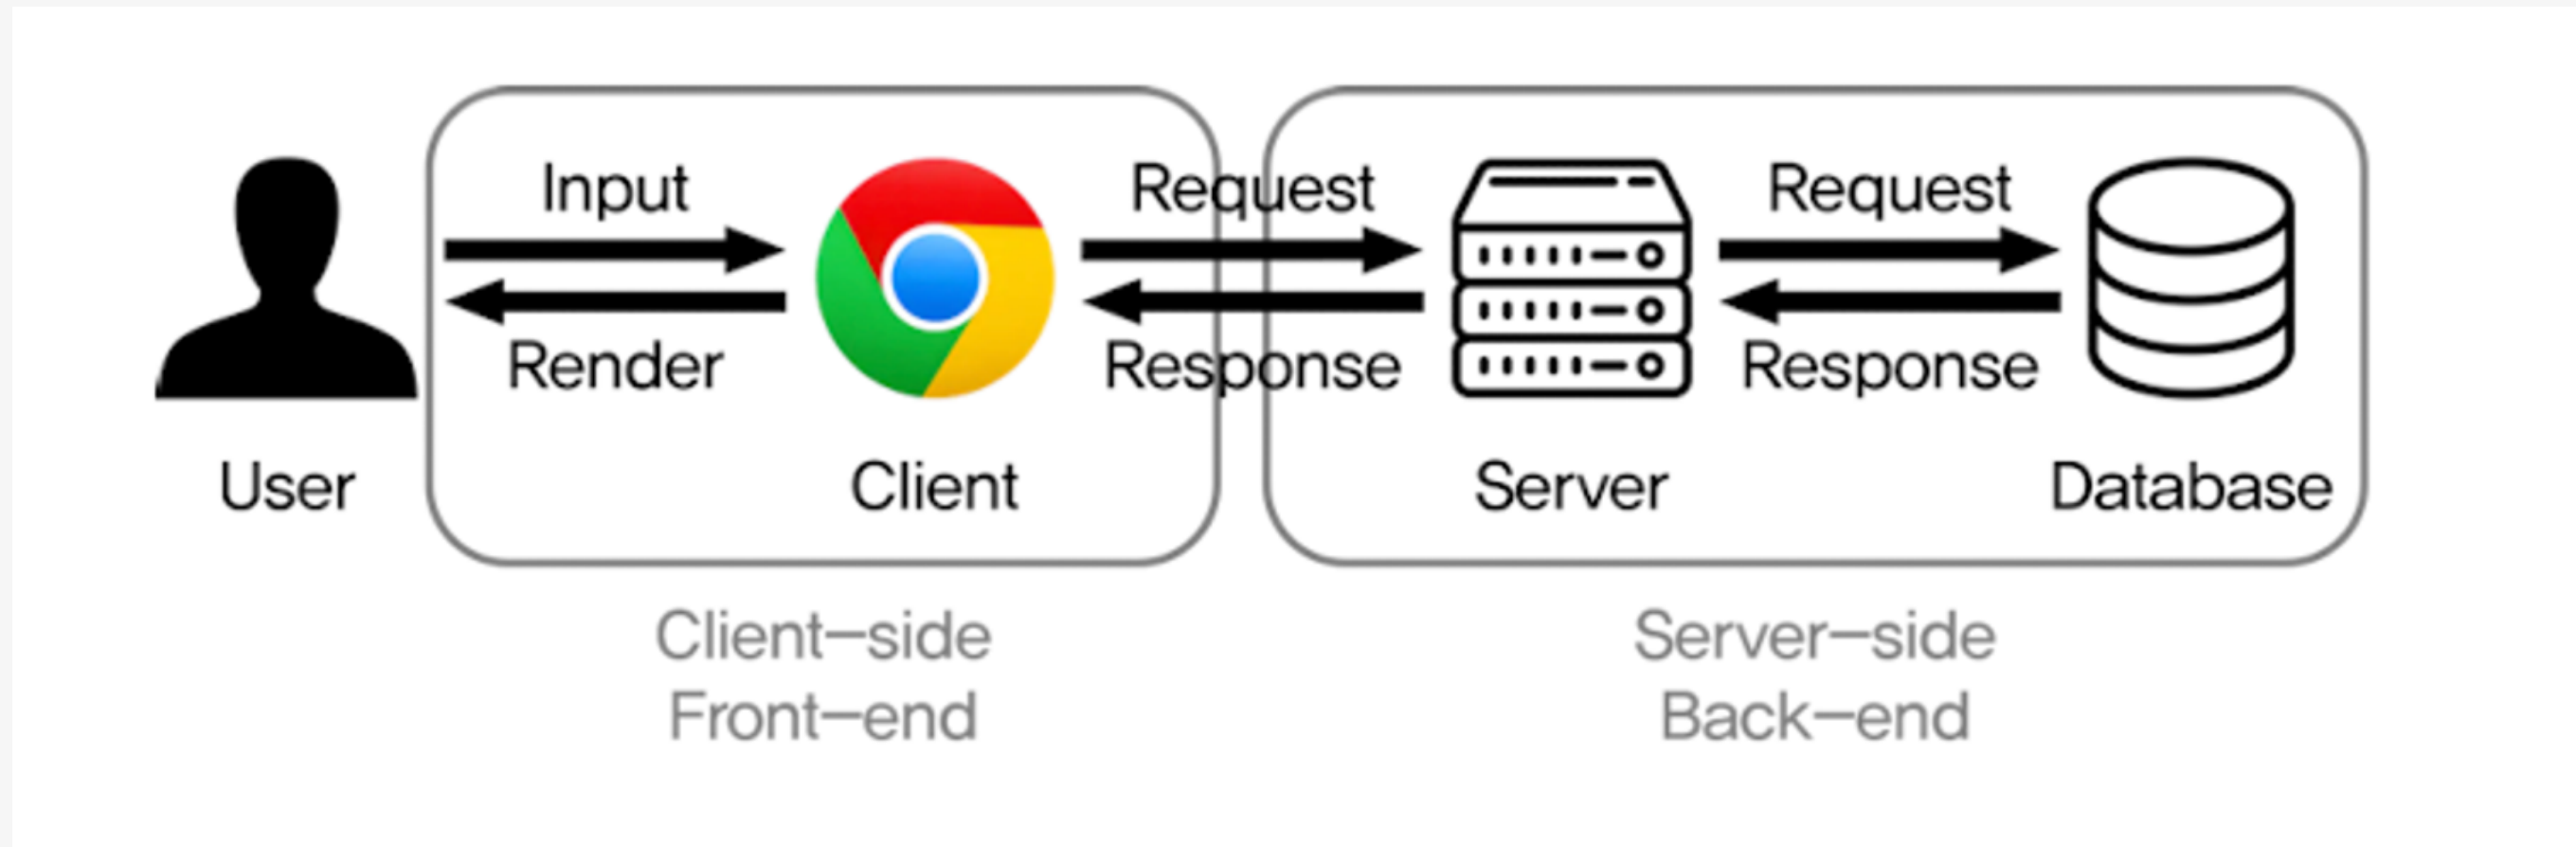 Input
Request
Request
Render
Response
Response
User
Client
Server
Database
Client–side
Front–end
Server–side
Back–end